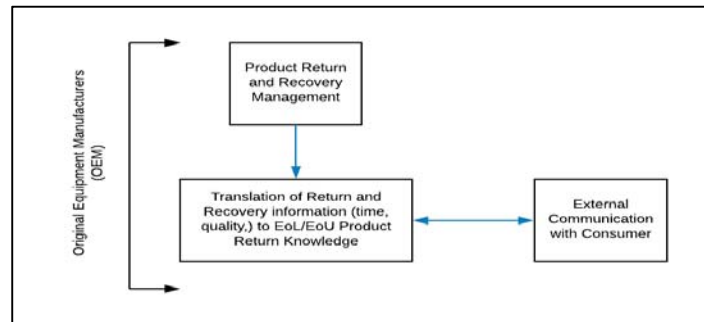 Original Equipment Manufacturers
(OEM)
Product Return
and Recovery
Management
Translation of Return and
Recovery information (time,
quality,) to EoL/EoU Product
Return Knowledge
External
Communication
with Consumer